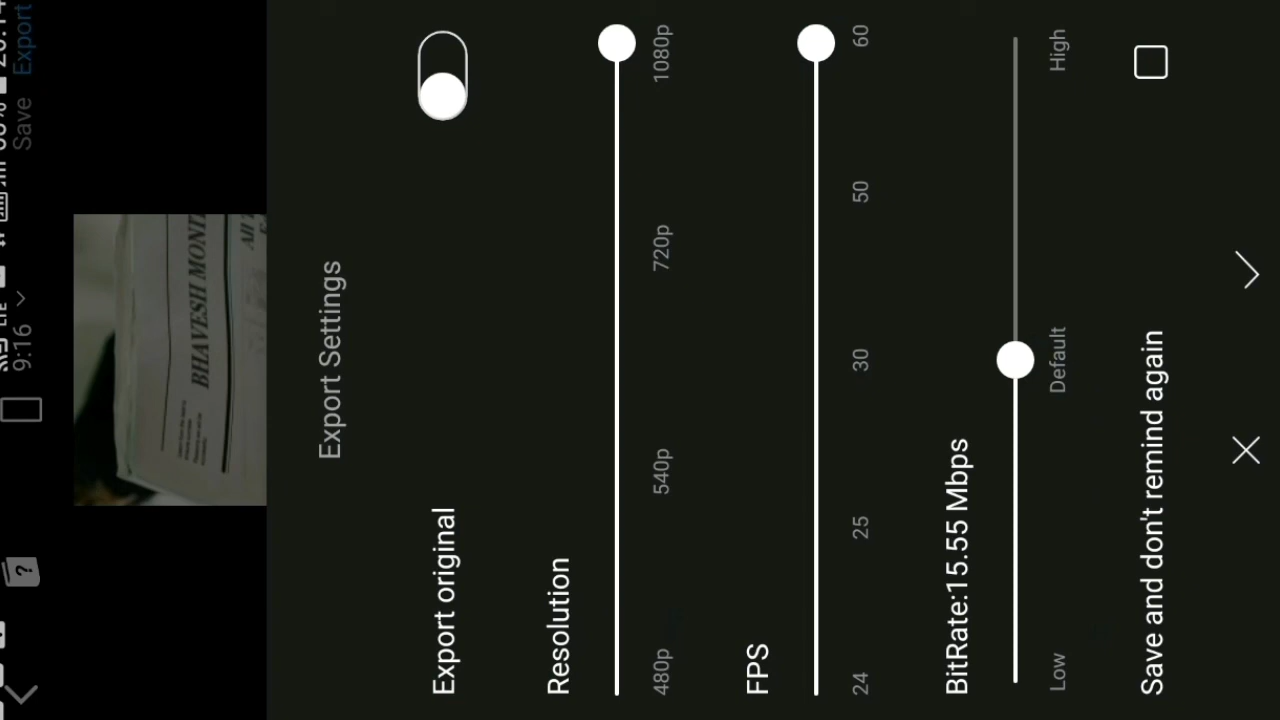 9:16
Save Export
BHAVESH MONI
All
Export Settings
Export original
Resolution
480p 540p 720p 1080p
FPS
24 25 30 50 60
BitRate:15.55 Mbps
Low Default High
Save and don't remind again